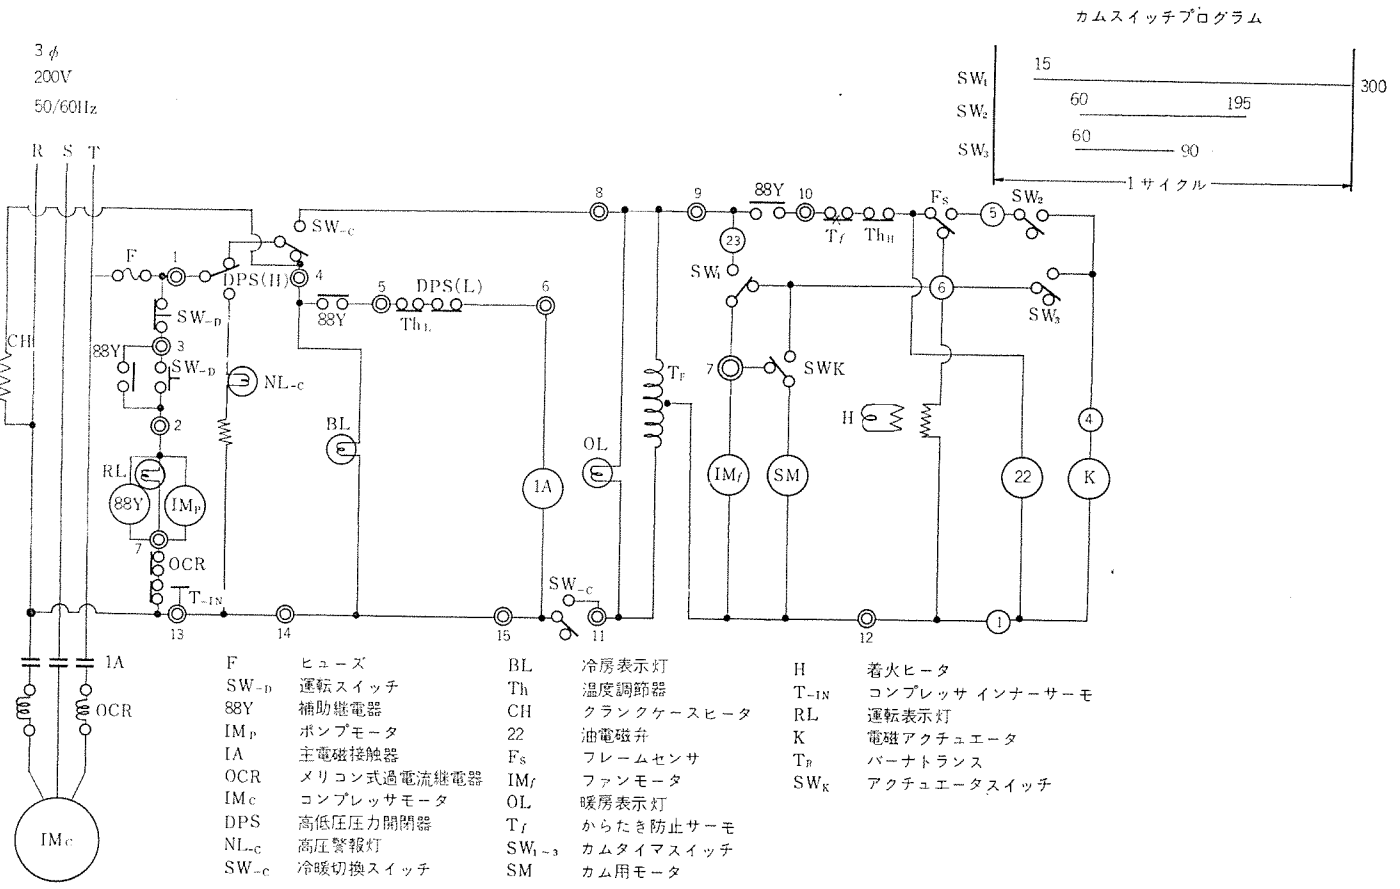 カムスイッチプログラム
3φ
200V
50/60Hz
R S T
15
SW₁
300
60 195
SW₂
60
SW₃
90
1サイクル
8
9
88Y
10
Fs
5
SW₂
SW-c
23
Tf
ThH
F
1
4
DPS(H)
SW₁
5
DPS(L)
6
6
SW₃
88Y
ThL
SW-D
CH
3
88Y
SW-D
NL-c
TF
7
SWK
H
2
BL
4
OL
RL
88Y
IMP
1A
IMf
SM
22
K
7
OCR
T-IN
SW-c
13
14
15
11
12
1
1A
OCR
IMc
F ヒューズ
SW-D 運転スイッチ
88Y 補助継電器
IMP ポンプモータ
IA 主電磁接触器
OCR メリコン式過電流継電器
IMc コンプレッサモータ
DPS 高低圧圧力開閉器
NL-c 高圧警報灯
SW-c 冷暖切換スイッチ
BL 冷房表示灯
Th 温度調節器
CH クランクケースヒータ
22 油電磁弁
Fs フレームセンサ
IMf ファンモータ
OL 暖房表示灯
Tf からたき防止サーモ
SW₁~₃ カムタイマスイッチ
SM カム用モータ
H 着火ヒータ
T-IN コンプレッサ インナーサーモ
RL 運転表示灯
K 電磁アクチュエータ
TR バーナトランス
SWK アクチュエータスイッチ